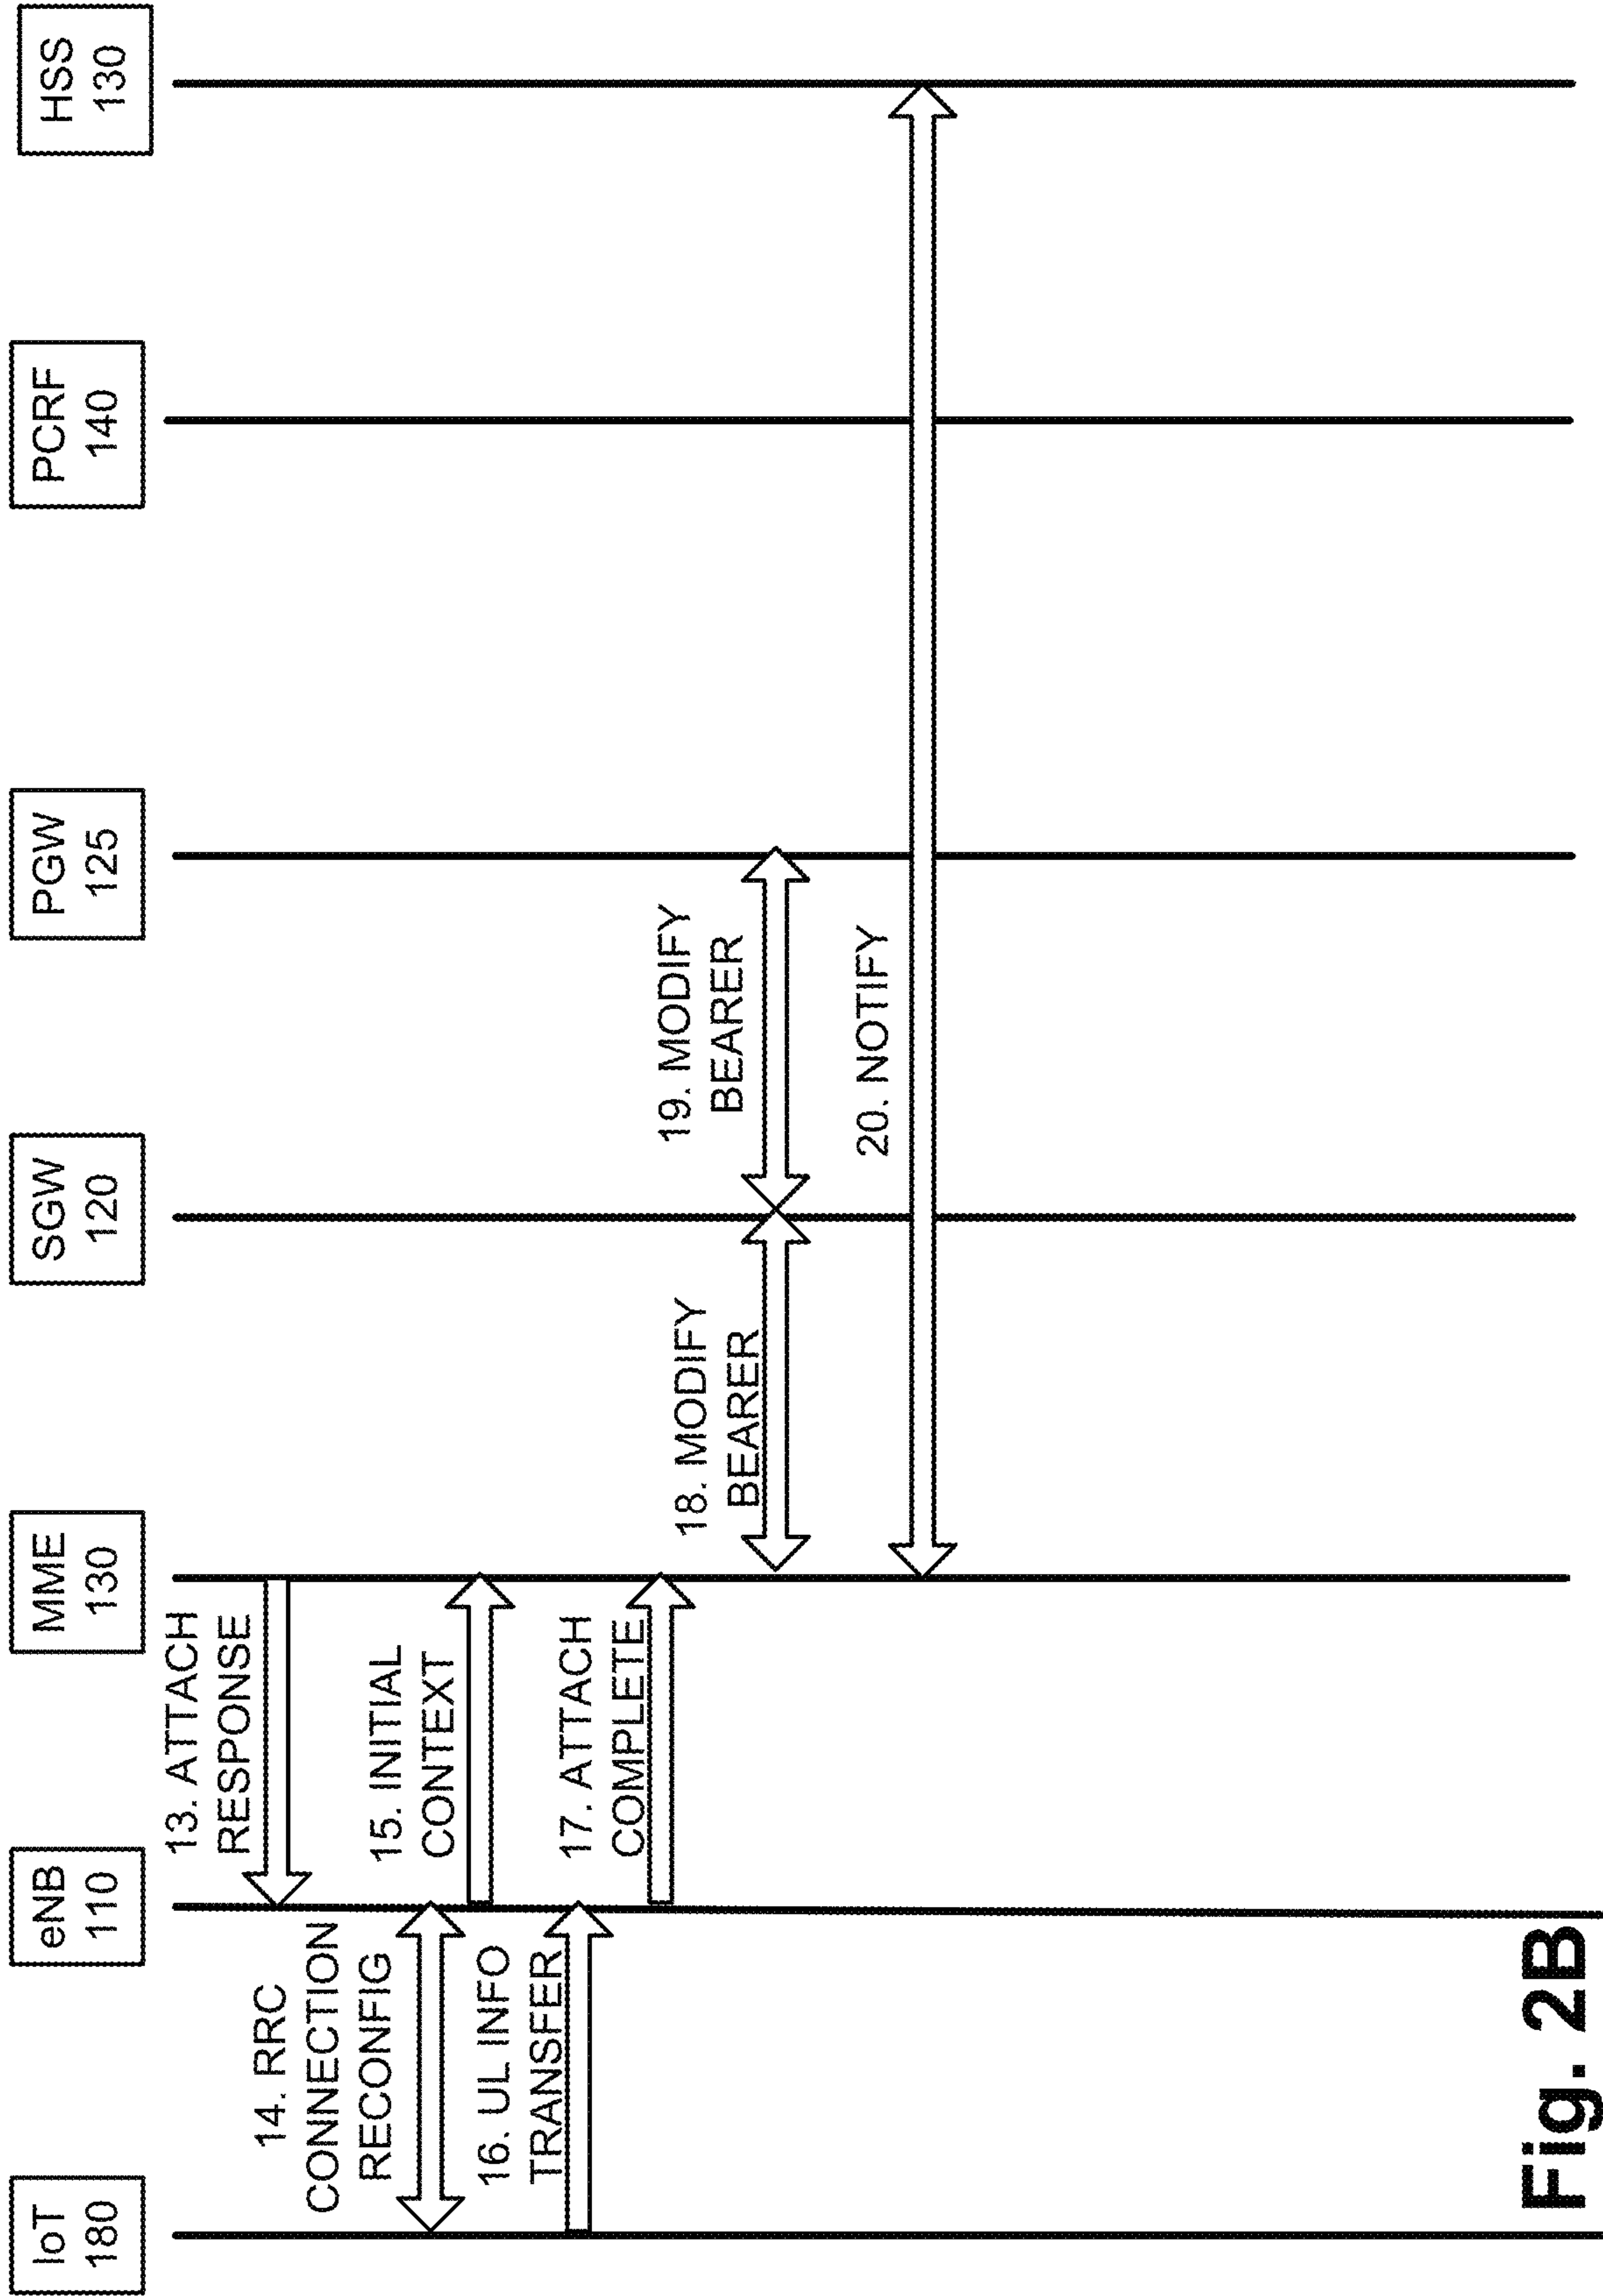 IoT
180
eNB
110
MME
130
SGW
120
PGW
125
PCRF
140
HSS
130
13. ATTACH
RESPONSE
14. RRC
CONNECTION
RECONFIG
15. INITIAL
CONTEXT
16. UL INFO
TRANSFER
17. ATTACH
COMPLETE
18. MODIFY
BEARER
19. MODIFY
BEARER
20. NOTIFY
Fig. 2B